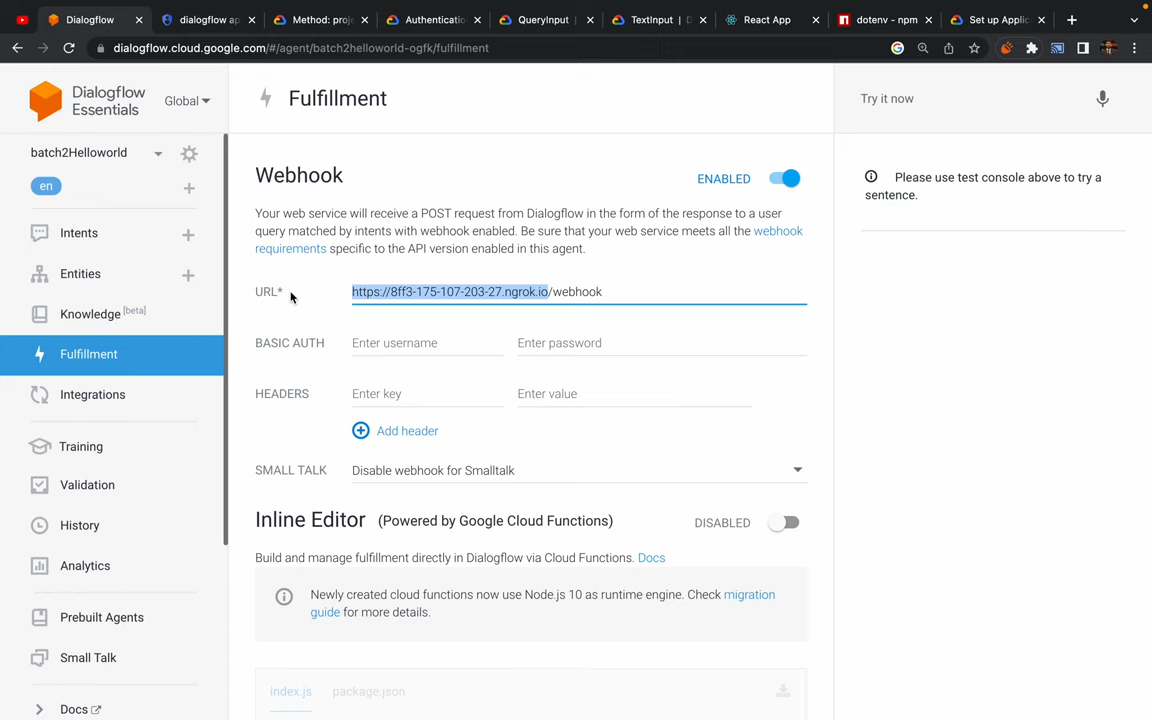 Dialogflow
dialogflow ap
Method: proje
Authenticatio
QueryInput
TextInput | D
React App
dotenv - npm
Set up Applic
dialogflow.cloud.google.com/#/agent/batch2helloworld-ogfk/fulfillment
Dialogflow
Essentials
Global
Fulfillment
Try it now
batch2Helloworld
en
Intents
Entities
Knowledge [beta]
Fulfillment
Integrations
Training
Validation
History
Analytics
Prebuilt Agents
Small Talk
Docs
Webhook
ENABLED
Your web service will receive a POST request from Dialogflow in the form of the response to a user
query matched by intents with webhook enabled. Be sure that your web service meets all the webhook
requirements specific to the API version enabled in this agent.
URL* https://8ff3-175-107-203-27.ngrok.io/webhook
BASIC AUTH Enter username Enter password
HEADERS Enter key Enter value
Add header
SMALL TALK Disable webhook for Smalltalk
Inline Editor (Powered by Google Cloud Functions) DISABLED
Build and manage fulfillment directly in Dialogflow via Cloud Functions. Docs
Newly created cloud functions now use Node.js 10 as runtime engine. Check migration
guide for more details.
index.js package.json
Please use test console above to try a
sentence.